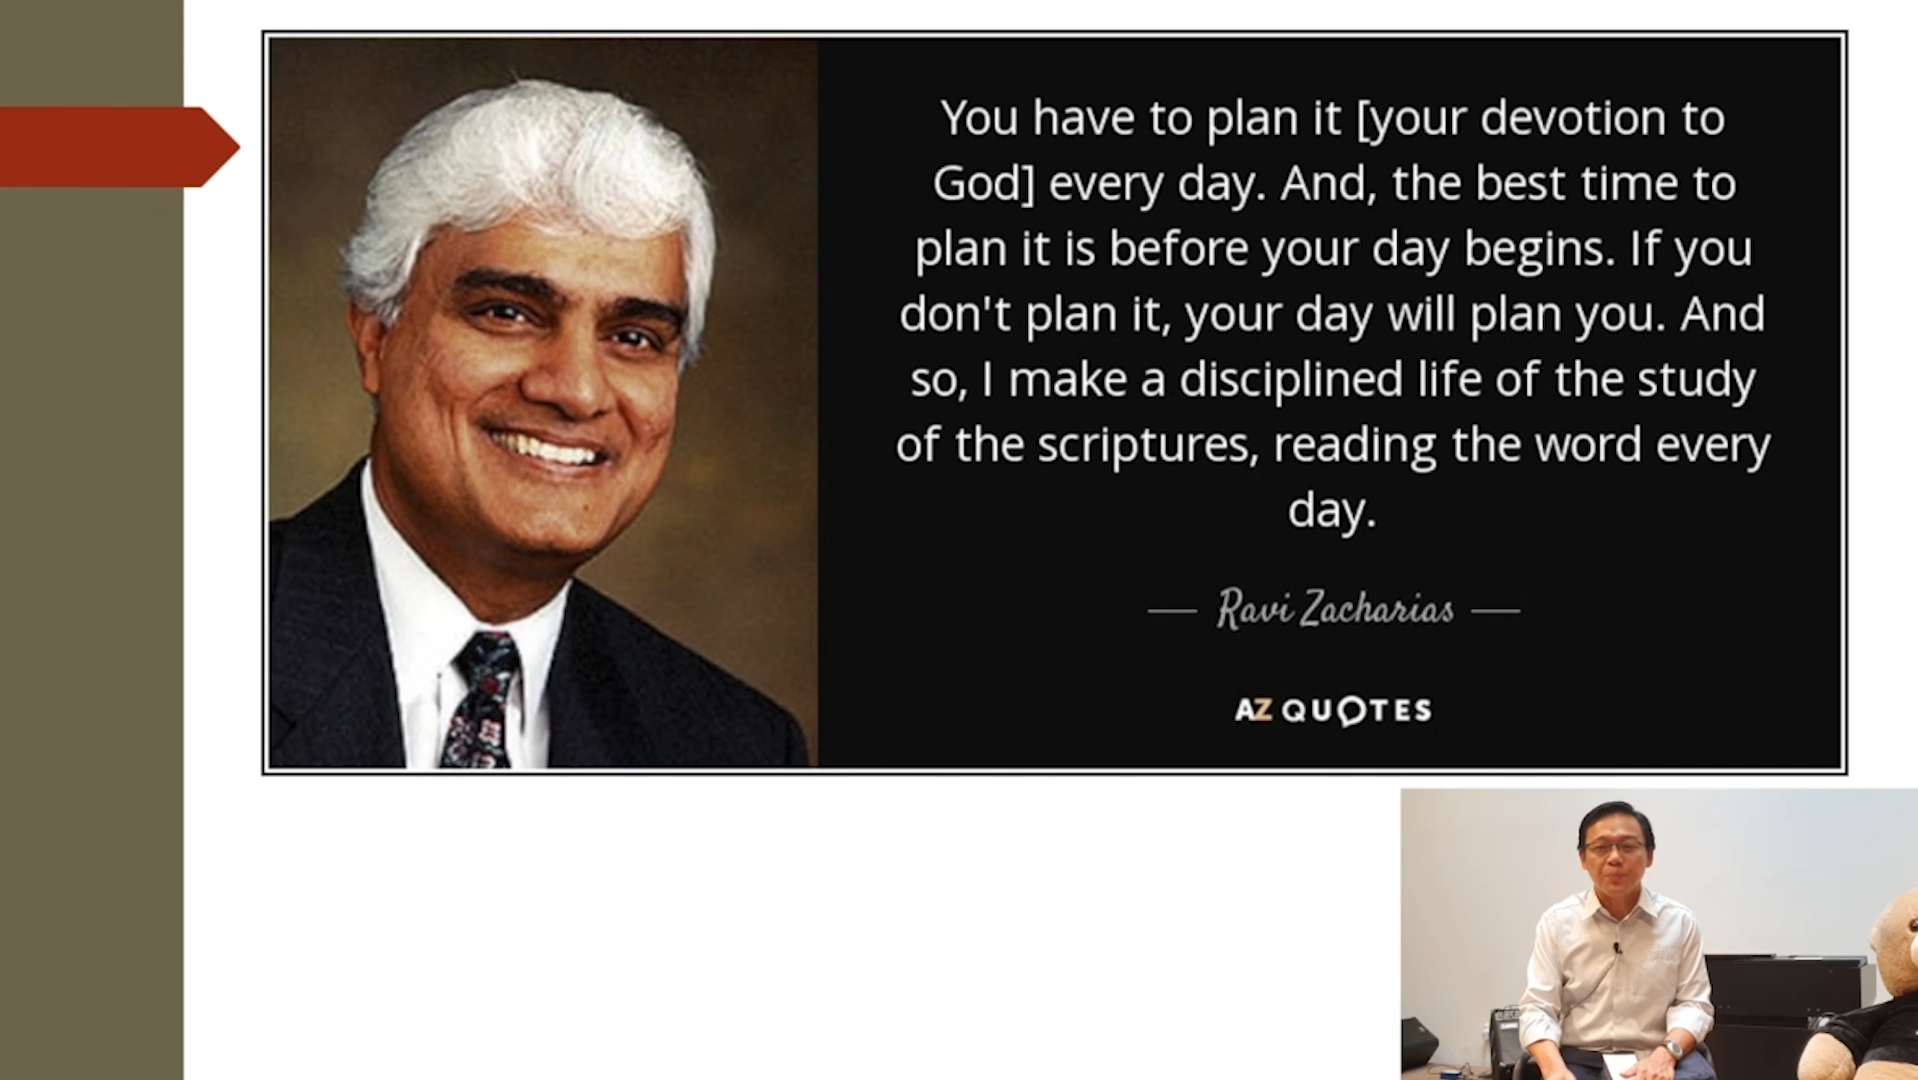 You have to plan it [your devotion to
God] every day. And, the best time to
plan it is before your day begins. If you
don't plan it, your day will plan you. And
so, I make a disciplined life of the study
of the scriptures, reading the word every
day.
Ravi Zacharias
AZ QUOTES